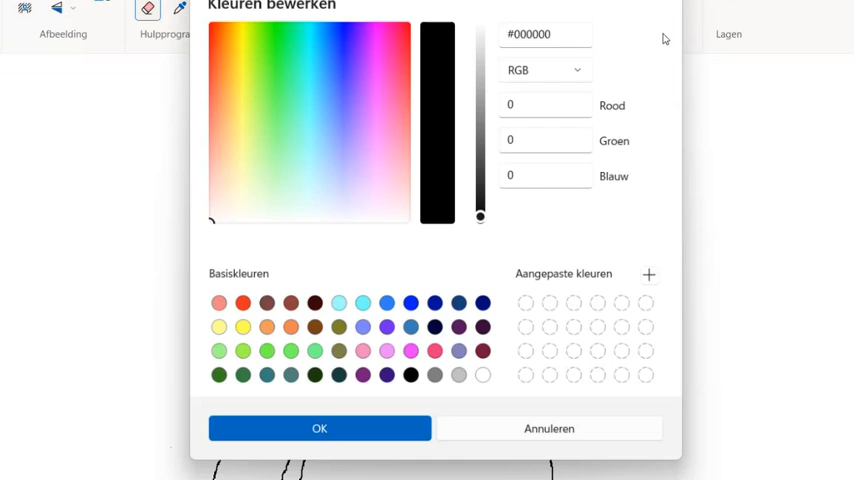 Kleuren bewerken
Afbeelding
Hulpprogra
Lagen
#000000
RGB
0 Rood
0 Groen
0 Blauw
Basiskleuren
Aangepaste kleuren
OK
Annuleren